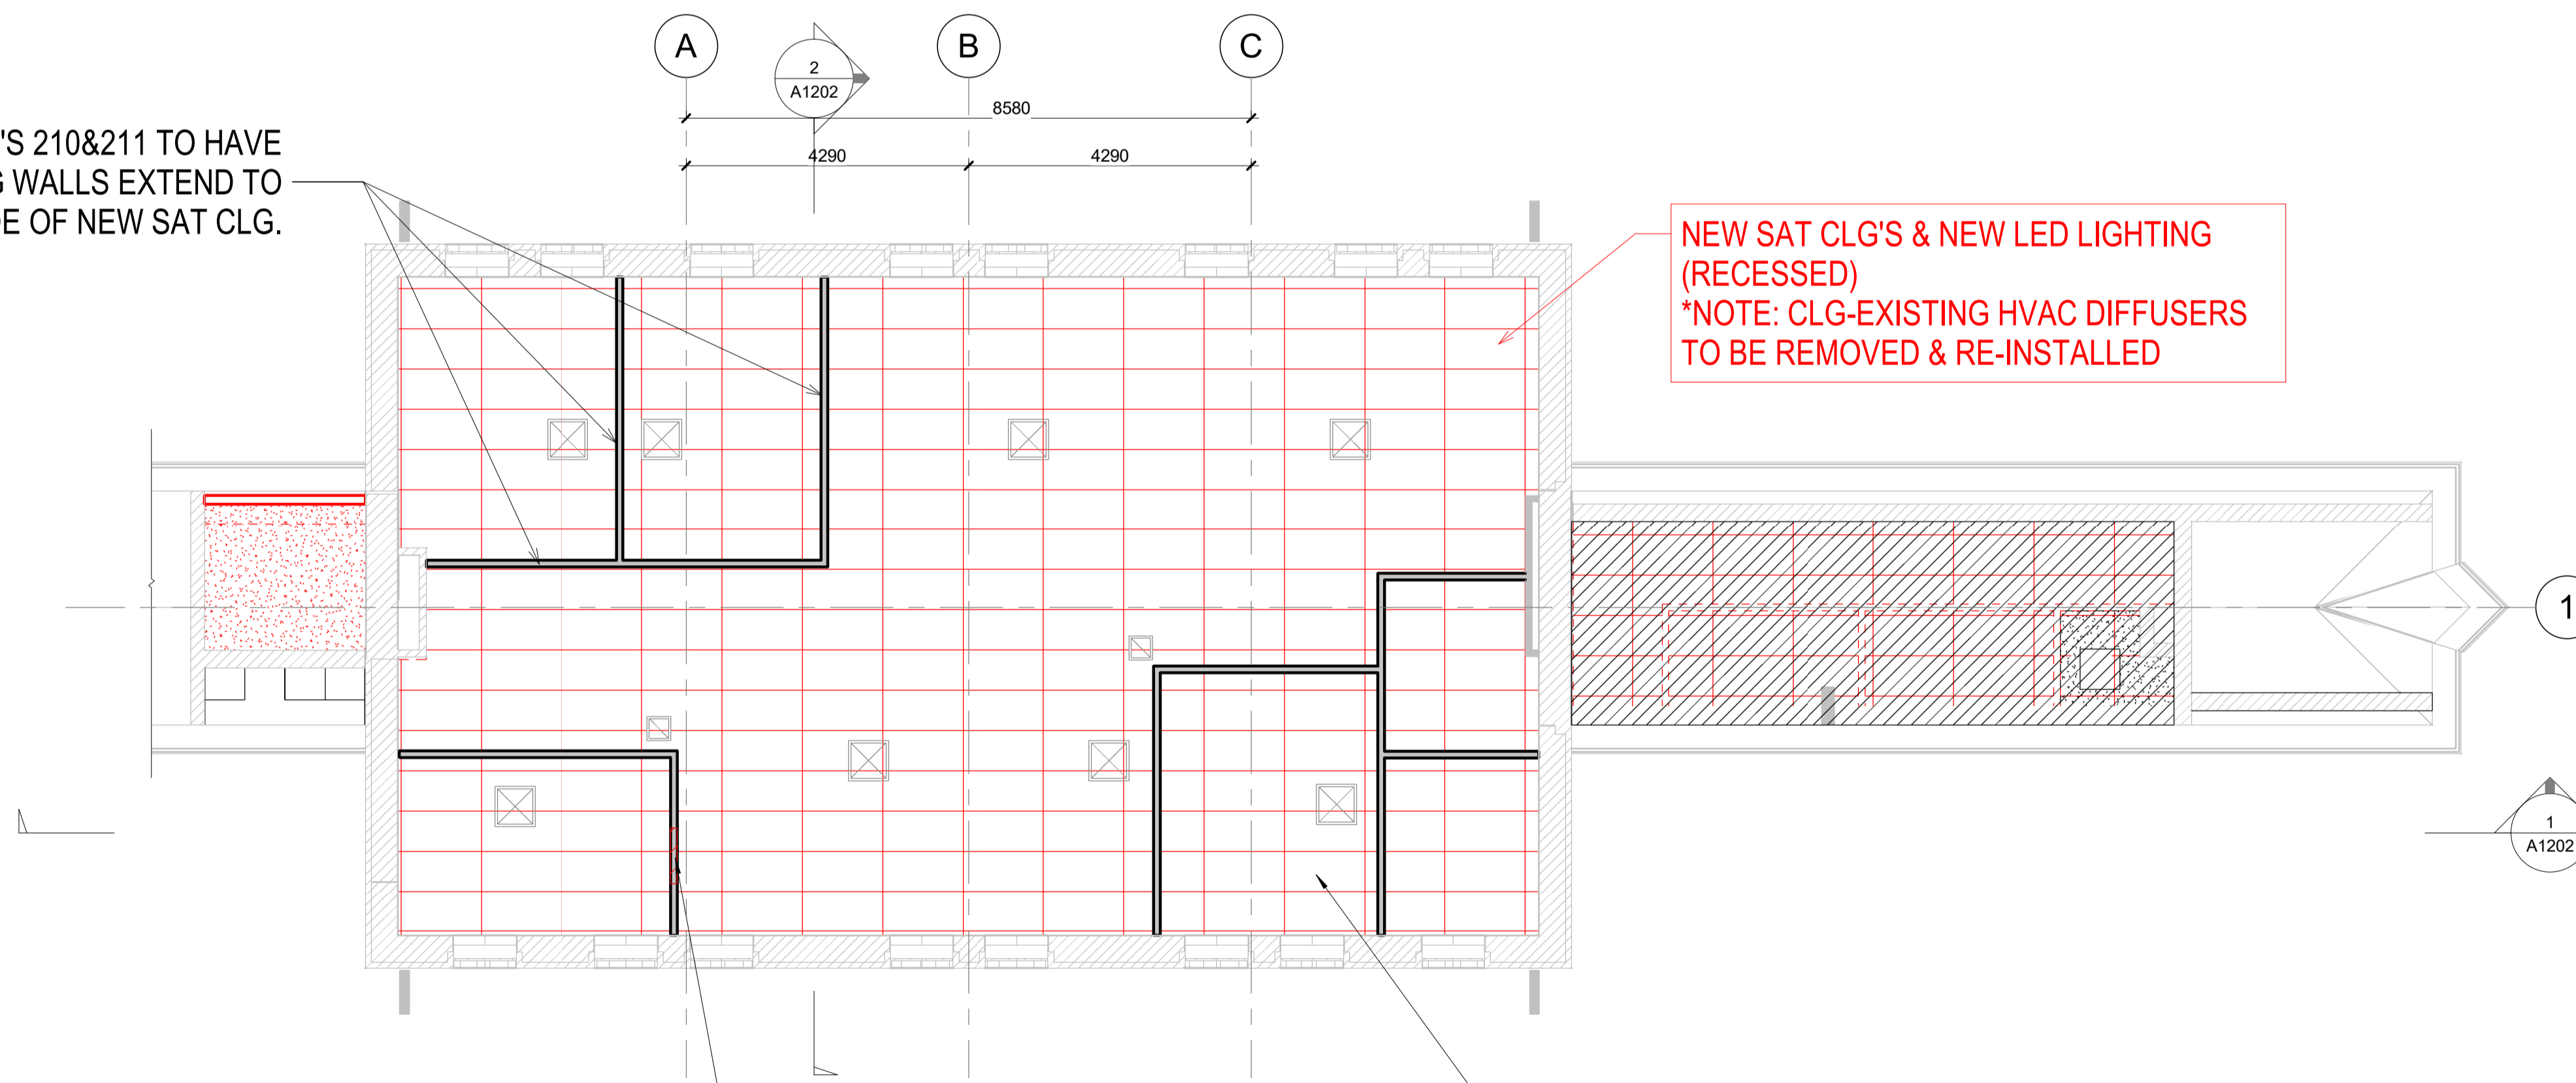 A
B
C
2
A1202
8580
4290
4290
'S 210&211 TO HAVE
WALLS EXTEND TO
OF NEW SAT CLG.
NEW SAT CLG'S & NEW LED LIGHTING
(RECESSED)
*NOTE: CLG-EXISTING HVAC DIFFUSERS
TO BE REMOVED & RE-INSTALLED
1
1
A1202